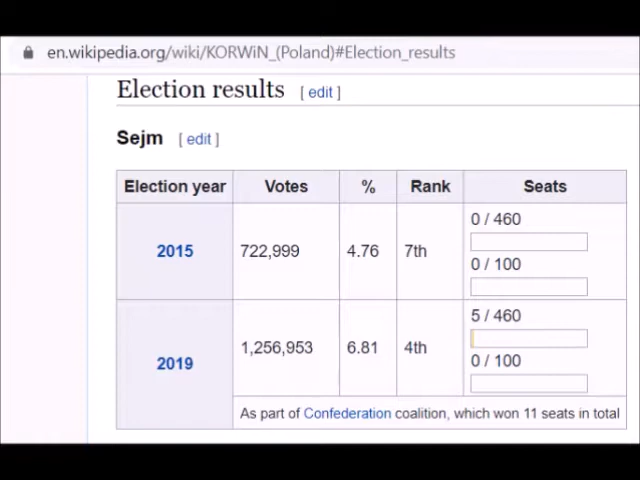 en.wikipedia.org/wiki/KORWiN_(Poland)#Election_results
Election results [ edit ]
Sejm [ edit ]
Election year Votes % Rank Seats
2015 722,999 4.76 7th 0 / 460
0 / 100
2019 1,256,953 6.81 4th 5 / 460
0 / 100
As part of Confederation coalition, which won 11 seats in total